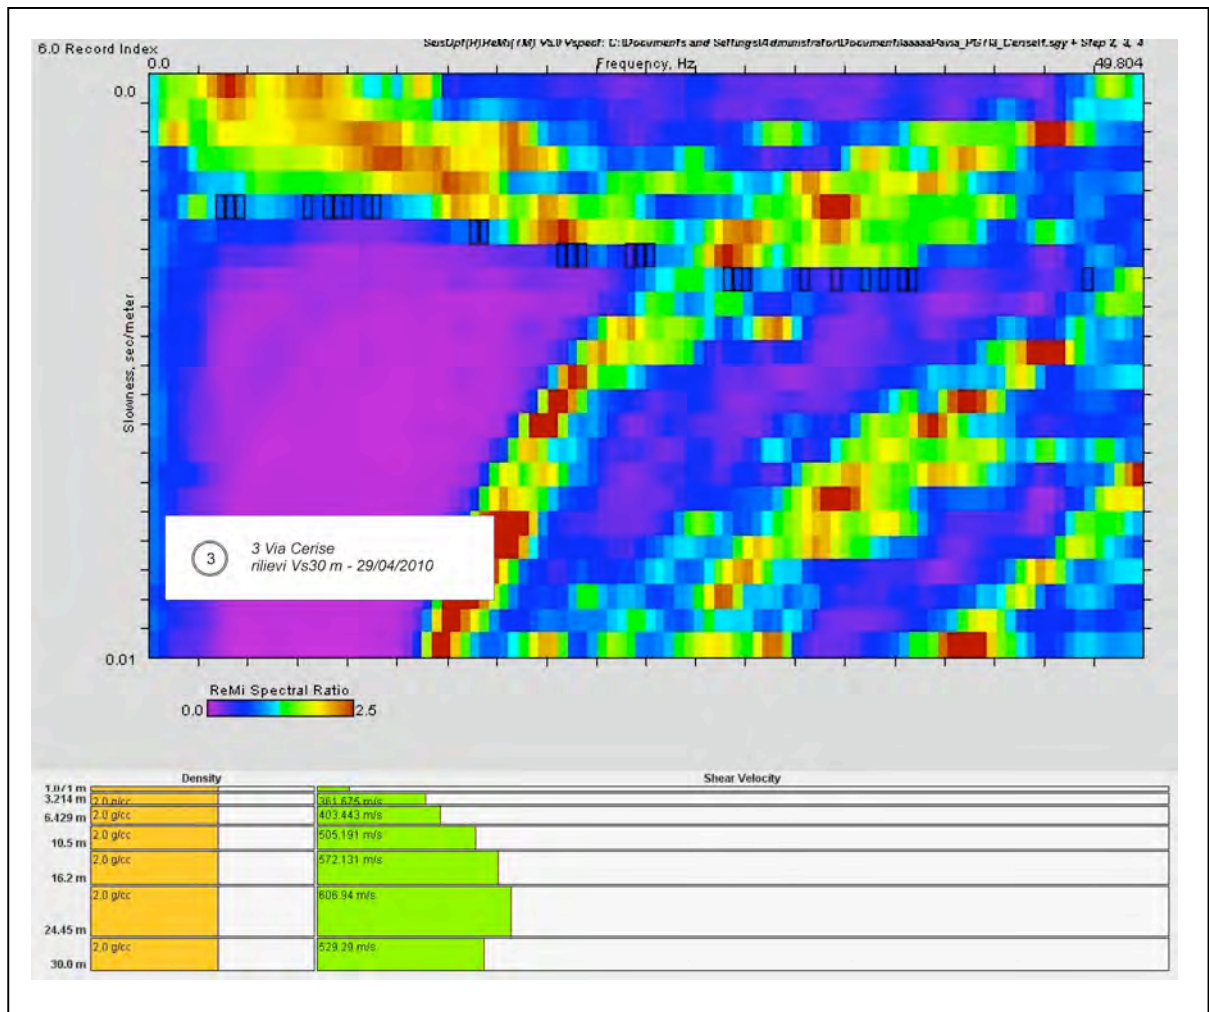 6.0 Record Index
0.0 Frequency, Hz 49.804
0.0
Slowness, sec/meter
3
3 Via Cerise
rilievi Vs30 m - 29/04/2010
0.01
ReMi Spectral Ratio
0.0 2.5
Density Shear Velocity
1.071 m
3.214 m 2.0 g/cc 361.675 m/s
6.429 m 2.0 g/cc 403.443 m/s
10.5 m 2.0 g/cc 505.191 m/s
16.2 m 2.0 g/cc 572.131 m/s
24.45 m 2.0 g/cc 606.94 m/s
30.0 m 2.0 g/cc 529.29 m/s